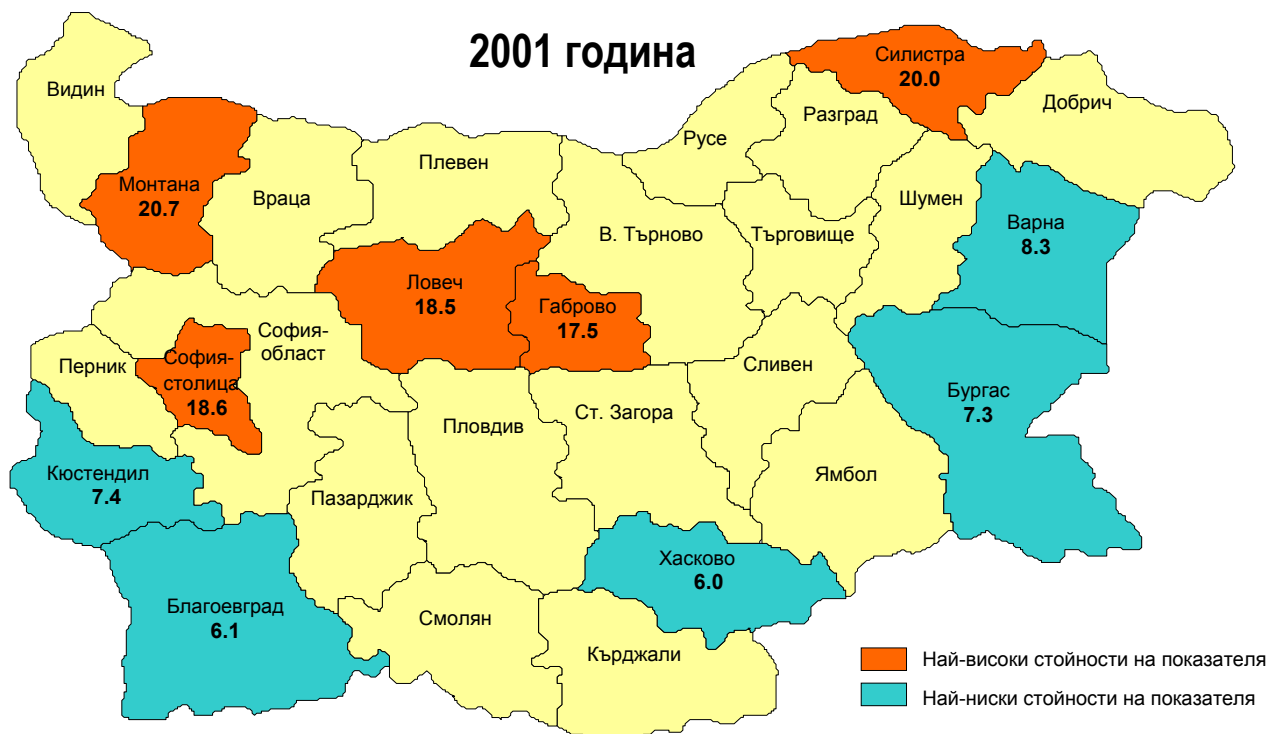 2001 година
Видин
Монтана
20.7
Враца
Плевен
Ловеч
18.5
Габрово
17.5
В. Търново
Русе
Разград
Силистра
20.0
Добрич
Търговище
Шумен
Варна
8.3
Перник
София-
столица
18.6
София-
област
Кюстендил
7.4
Благоевград
6.1
Пазарджик
Пловдив
Ст. Загора
Сливен
Ямбол
Бургас
7.3
Хасково
6.0
Смолян
Кърджали
Най-високи стойности на показателя
Най-ниски стойности на показателя